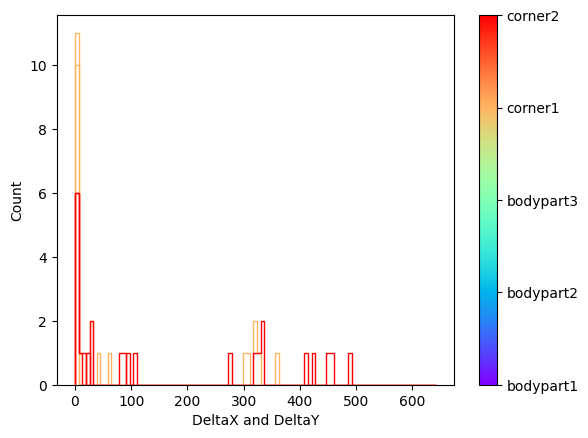 10
8
6
4
2
0
Count
0 100 200 300 400 500 600
DeltaX and DeltaY
corner2
corner1
bodypart3
bodypart2
bodypart1